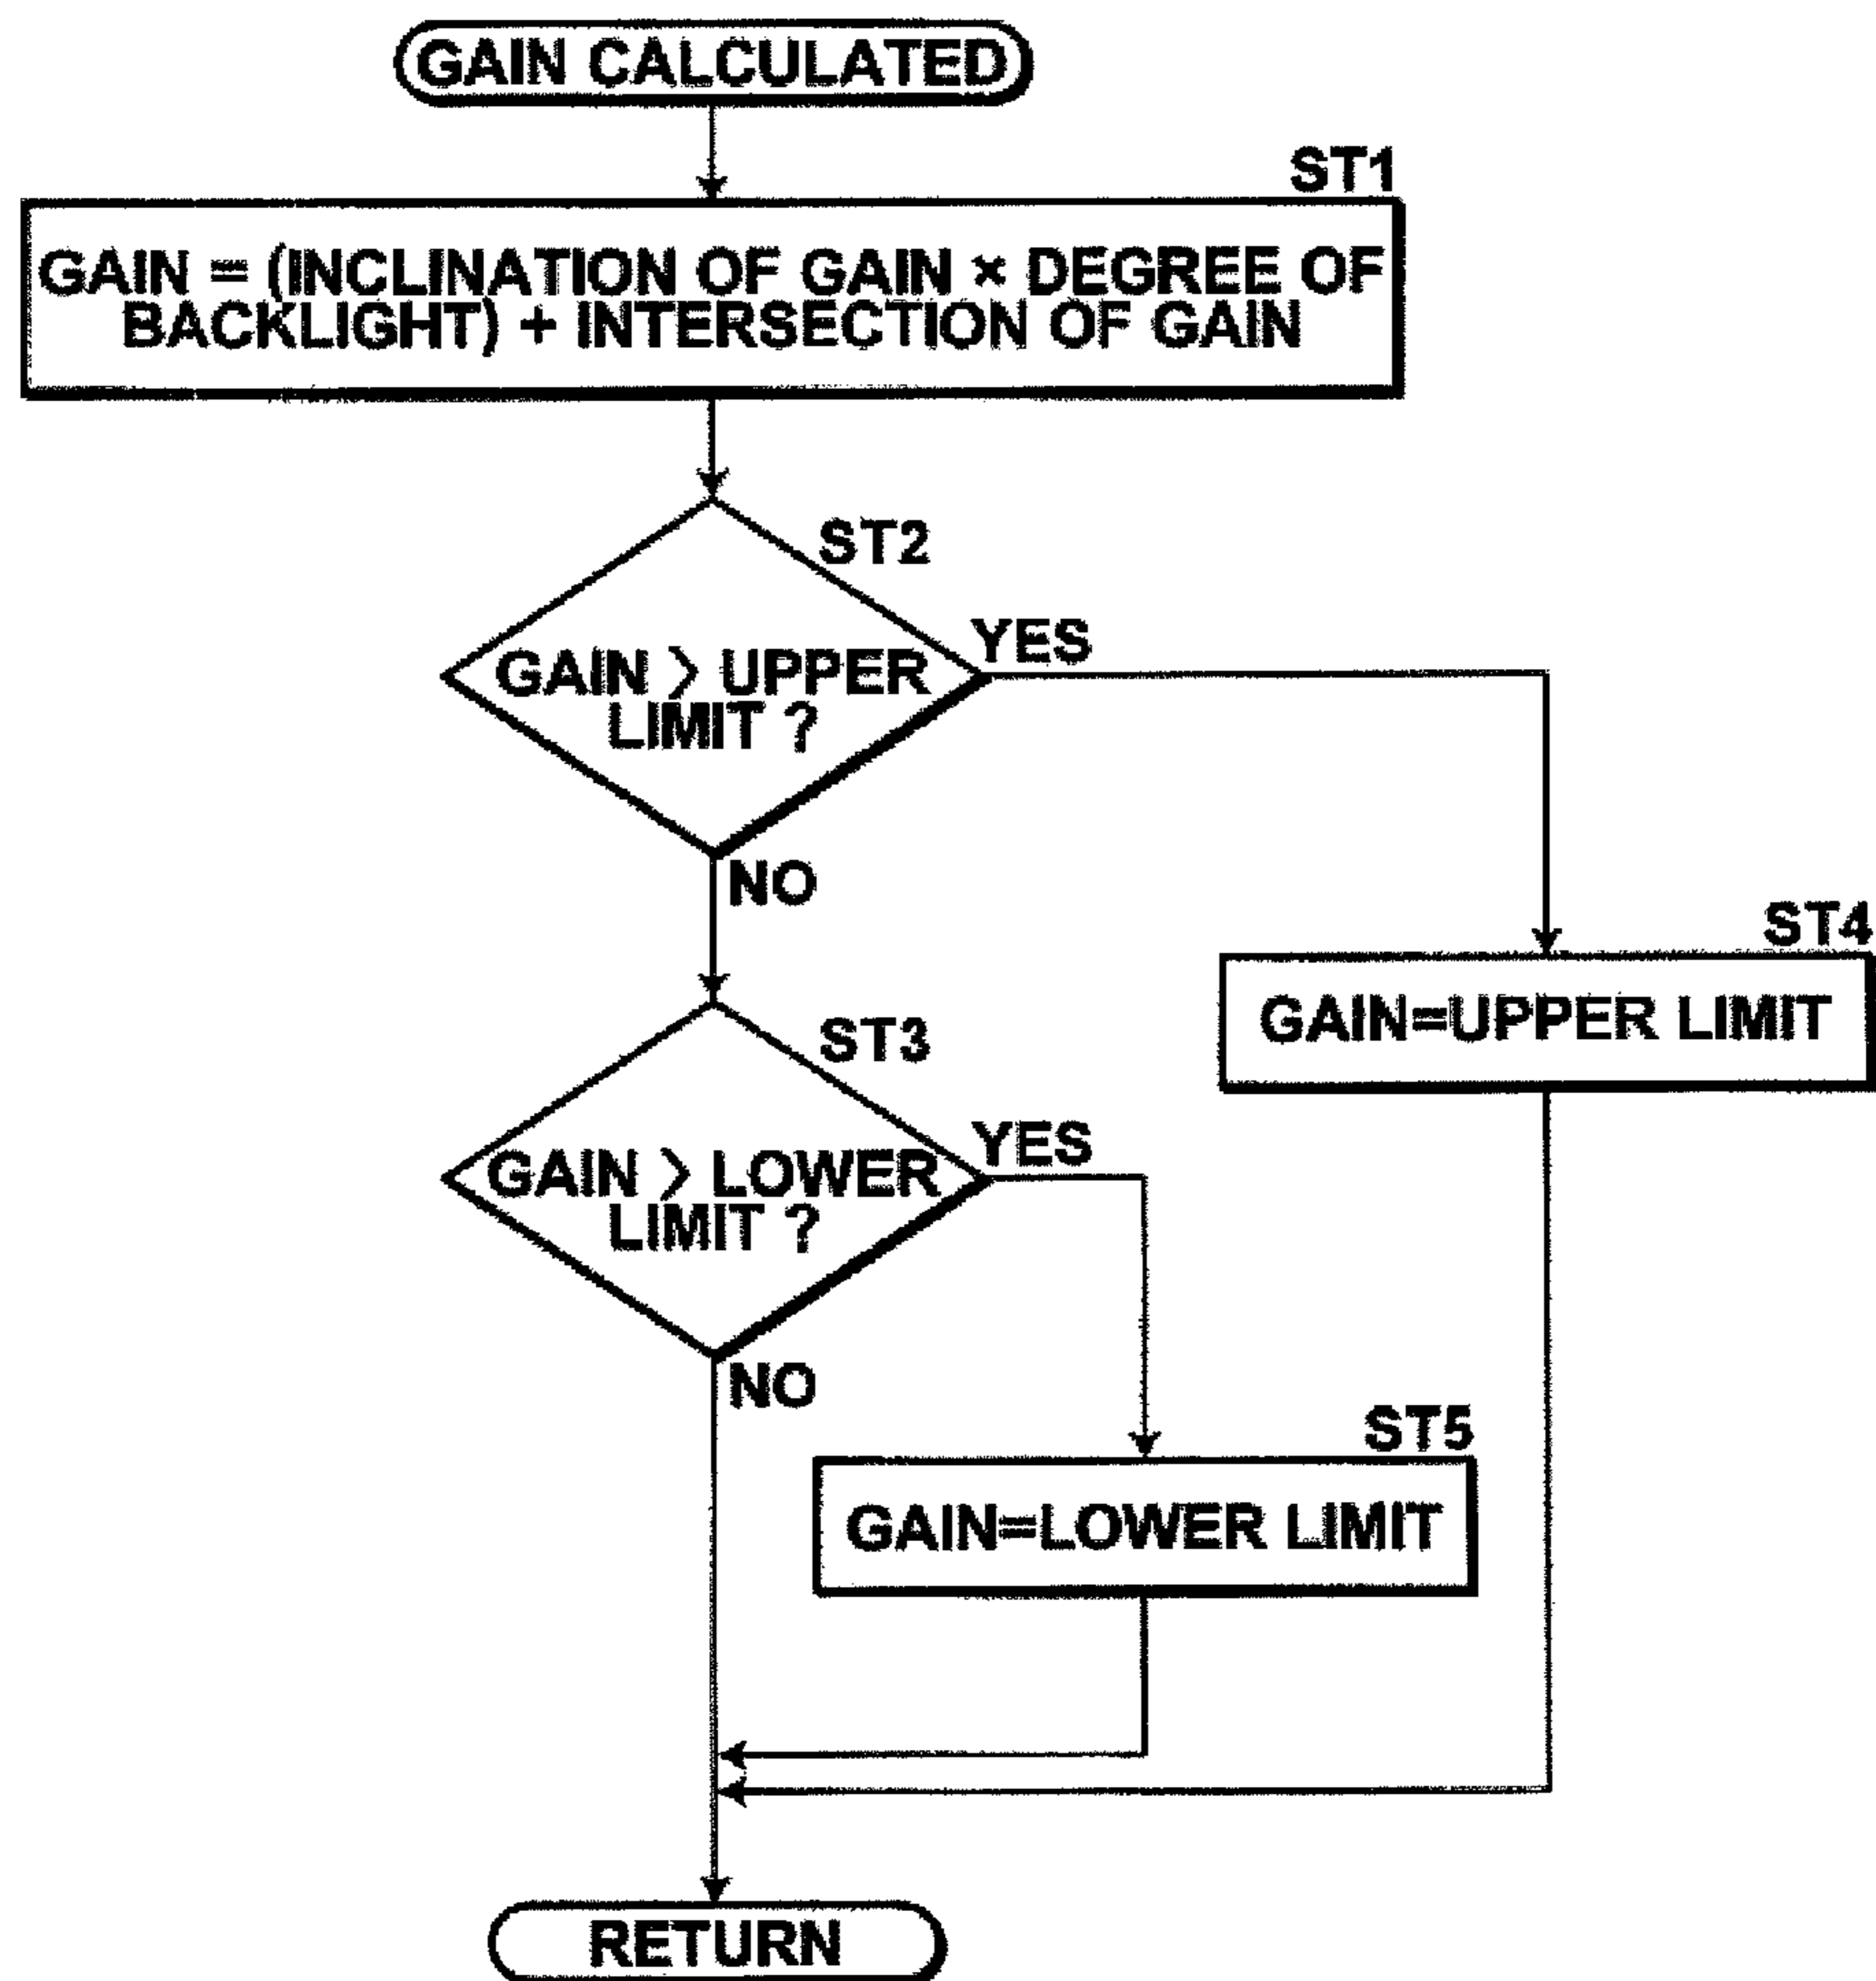 GAIN CALCULATED
ST1
GAIN = (INCLINATION OF GAIN × DEGREE OF
BACKLIGHT) + INTERSECTION OF GAIN
ST2
GAIN > UPPER
LIMIT ?
YES
NO
ST4
GAIN=UPPER LIMIT
ST3
GAIN > LOWER
LIMIT ?
YES
NO
ST5
GAIN=LOWER LIMIT
RETURN